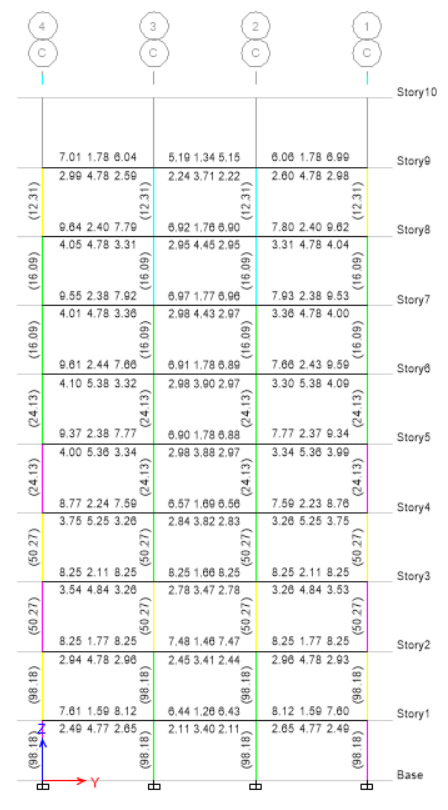 4 3 2 1
C C C C
Story10
7.01 1.78 6.04 5.19 1.34 5.15 6.06 1.78 6.99
Story9
2.99 4.78 2.59 2.24 3.71 2.22 2.60 4.78 2.98
(12.31) (12.31) (12.31) (12.31)
9.64 2.40 7.79 6.92 1.76 6.90 7.80 2.40 9.62
Story8
4.05 4.78 3.31 2.95 4.45 2.95 3.31 4.78 4.04
(16.09) (16.09) (16.09) (16.09)
9.55 2.38 7.92 6.97 1.77 6.96 7.93 2.38 9.53
Story7
4.01 4.78 3.36 2.98 4.43 2.97 3.36 4.78 4.00
(16.09) (16.09) (16.09) (16.09)
9.61 2.44 7.66 6.91 1.78 6.89 7.66 2.43 9.59
Story6
4.10 5.38 3.32 2.98 3.90 2.97 3.30 5.38 4.09
(24.13) (24.13) (24.13) (24.13)
9.37 2.38 7.77 6.90 1.78 6.88 7.77 2.37 9.34
Story5
4.00 5.36 3.34 2.98 3.88 2.97 3.34 5.36 3.99
(24.13) (24.13) (24.13) (24.13)
8.77 2.24 7.59 6.57 1.69 6.56 7.59 2.23 8.76
Story4
3.75 5.25 3.26 2.84 3.82 2.83 3.26 5.25 3.75
(50.27) (50.27) (50.27) (50.27)
8.25 2.11 8.25 8.25 1.66 8.25 8.25 2.11 8.25
Story3
3.54 4.84 3.26 2.78 3.47 2.78 3.26 4.84 3.53
(50.27) (50.27) (50.27) (50.27)
8.25 1.77 8.25 7.48 1.46 7.47 8.25 1.77 8.25
Story2
2.94 4.78 2.96 2.45 3.41 2.44 2.96 4.78 2.93
(98.18) (98.18) (98.18) (98.18)
7.61 1.59 8.12 6.44 1.26 6.43 8.12 1.59 7.60
Story1
2.49 4.77 2.65 2.11 3.40 2.11 2.65 4.77 2.49
Z
(98.18) (98.18) (98.18) (98.18)
Base
Y